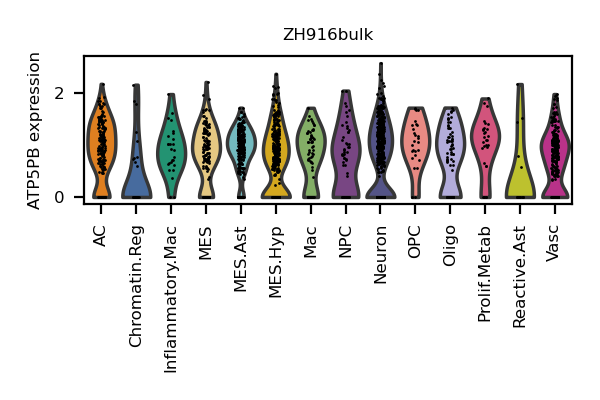 ZH916bulk
ATP5PB expression
2
0
AC
Chromatin.Reg
Inflammatory.Mac
MES
MES.Ast
MES.Hyp
Mac
NPC
Neuron
OPC
Oligo
Prolif.Metab
Reactive.Ast
Vasc